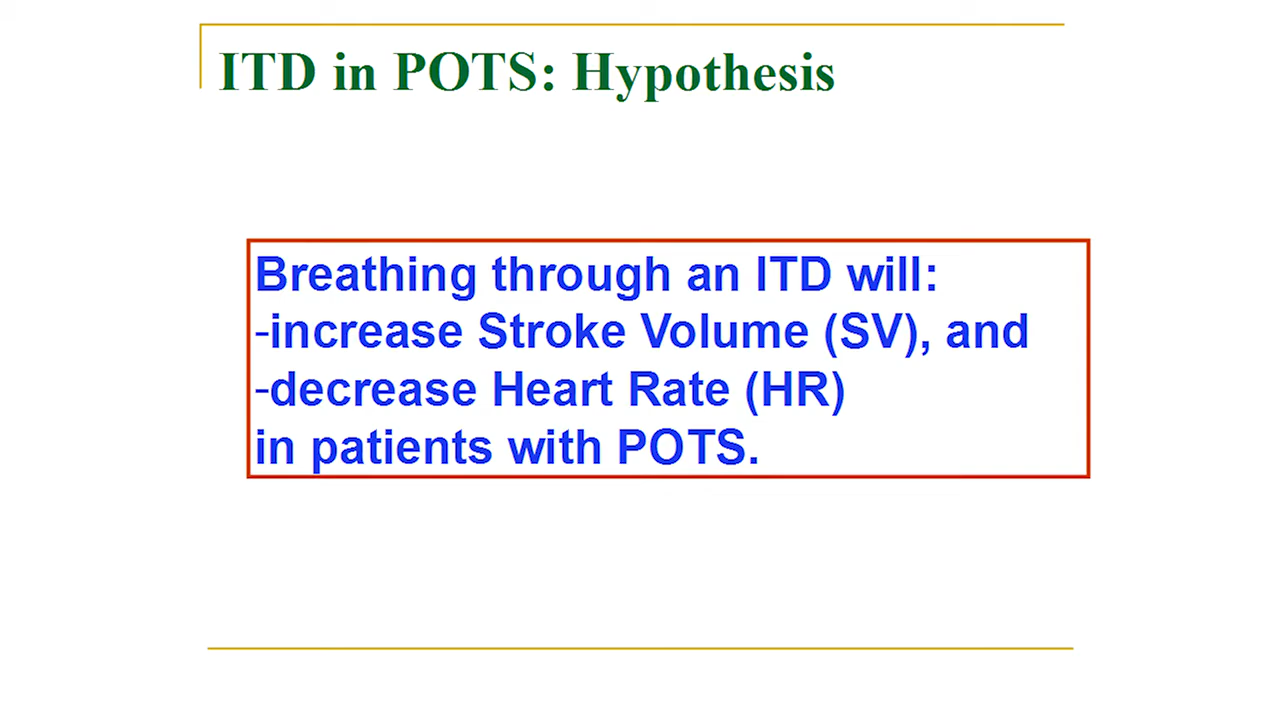 ITD in POTS: Hypothesis
Breathing through an ITD will:
-increase Stroke Volume (SV), and
-decrease Heart Rate (HR)
in patients with POTS.